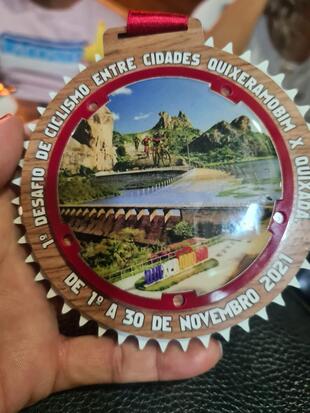 1º DESAFIO DE CICLISMO ENTRE CIDADES QUIXERAMOBIM X QUIXADÁ
DE 1º A 30 DE NOVEMBRO 2021